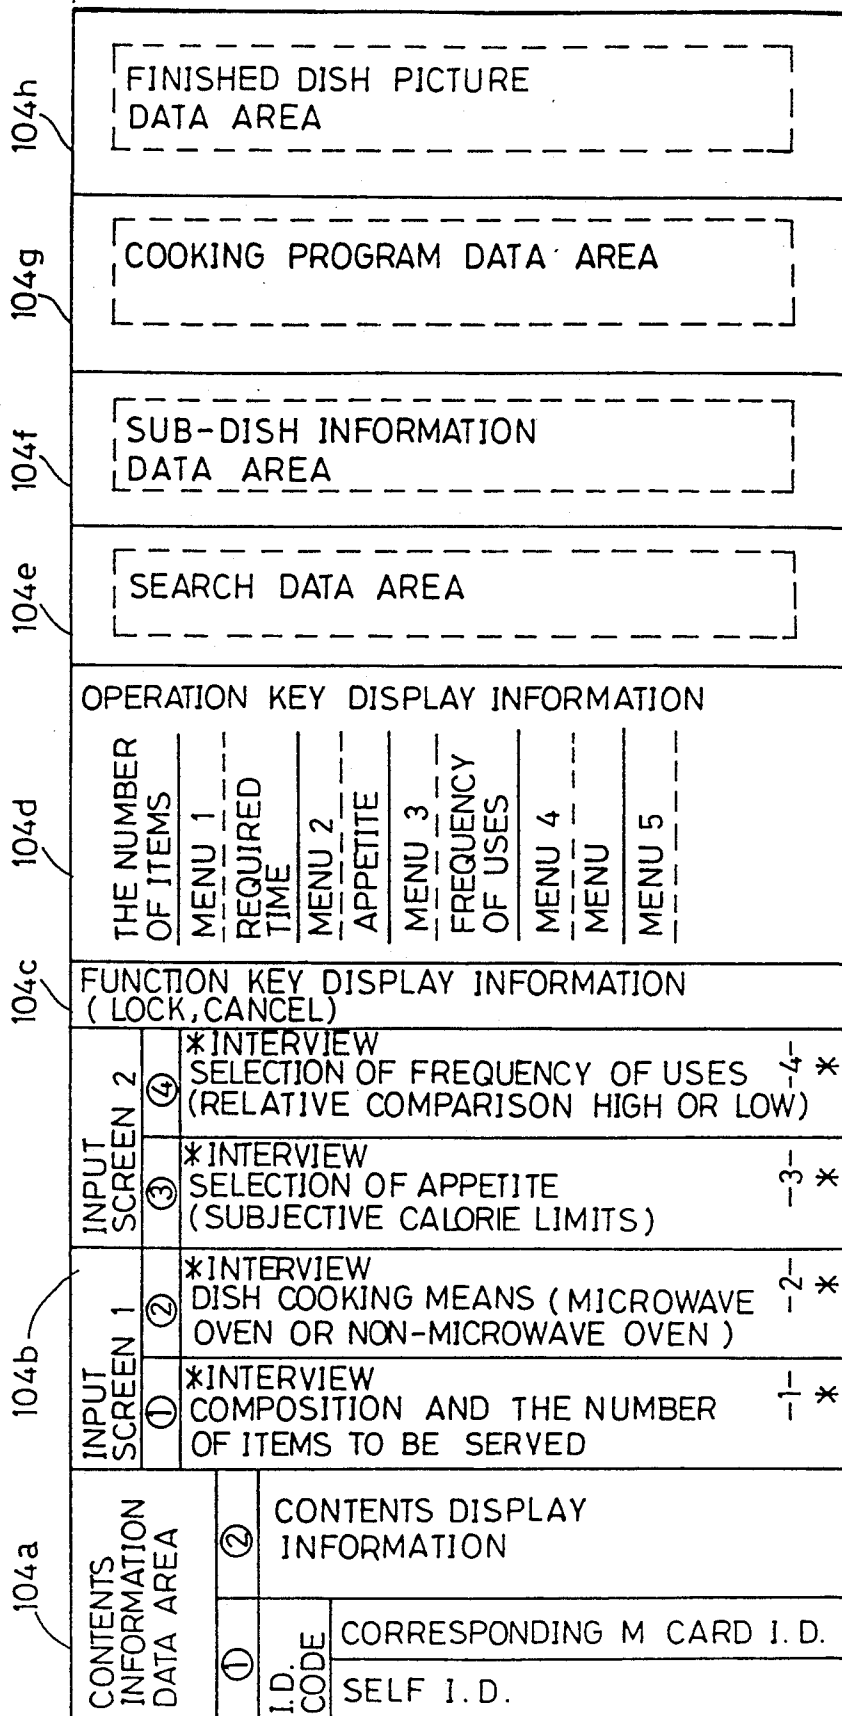 104h
FINISHED DISH PICTURE
DATA AREA
104g
COOKING PROGRAM DATA AREA
104f
SUB-DISH INFORMATION
DATA AREA
104e
SEARCH DATA AREA
104d
OPERATION KEY DISPLAY INFORMATION
THE NUMBER
OF ITEMS
MENU 1
REQUIRED
TIME
MENU 2
APPETITE
MENU 3
FREQUENCY
OF USES
MENU 4
MENU
MENU 5
104c
FUNCTION KEY DISPLAY INFORMATION
(LOCK, CANCEL)
104b
INPUT
SCREEN 2
④
*INTERVIEW
SELECTION OF FREQUENCY OF USES -4-
(RELATIVE COMPARISON HIGH OR LOW) *
③
*INTERVIEW
SELECTION OF APPETITE -3-
(SUBJECTIVE CALORIE LIMITS) *
INPUT
SCREEN 1
②
*INTERVIEW
DISH COOKING MEANS (MICROWAVE -2-
OVEN OR NON-MICROWAVE OVEN) *
①
*INTERVIEW
COMPOSITION AND THE NUMBER -1-
OF ITEMS TO BE SERVED *
104a
CONTENTS
INFORMATION
DATA AREA
②
CONTENTS DISPLAY
INFORMATION
①
I.D.
CODE
CORRESPONDING M CARD I.D.
SELF I.D.